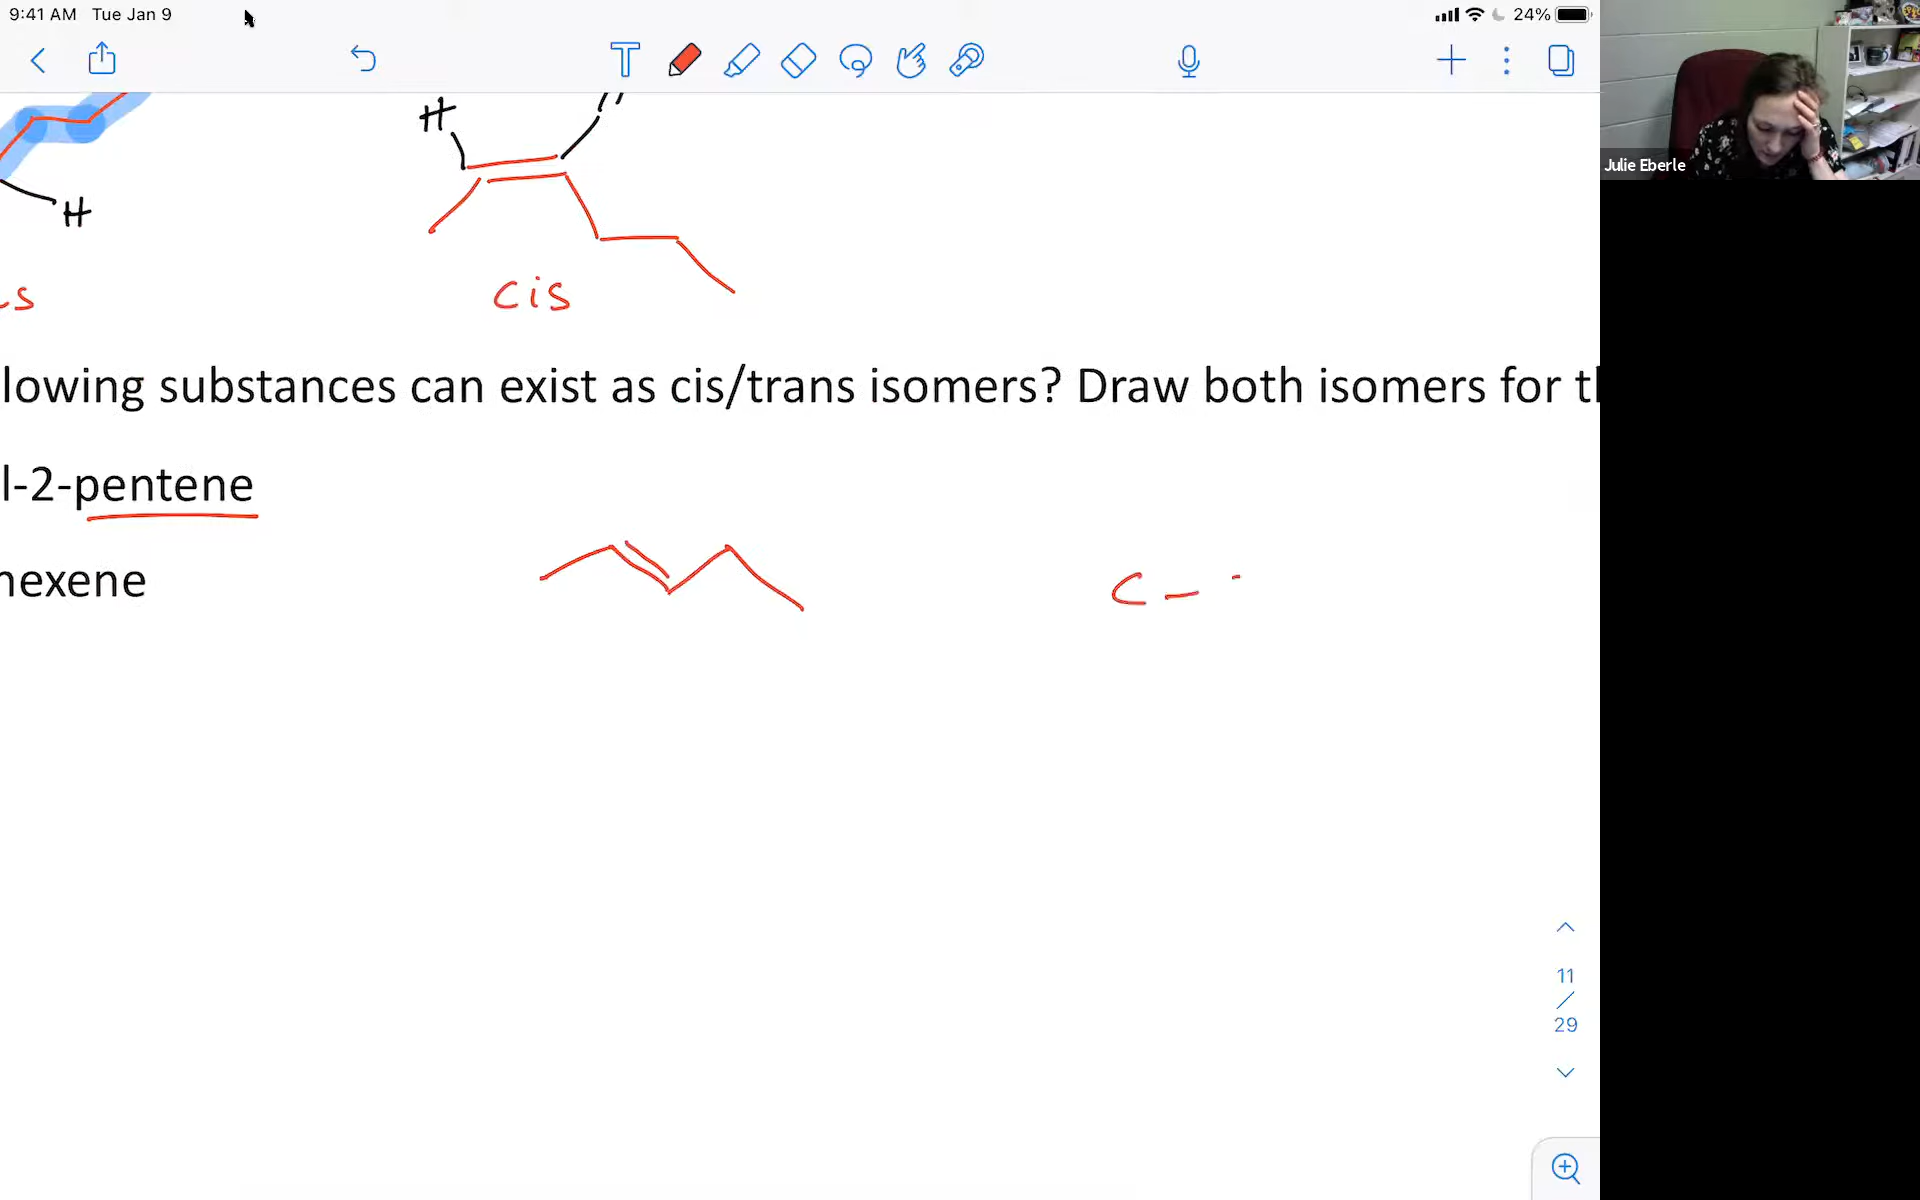 9:41 AM Tue Jan 9
24%
Julie Eberle
H
H
cis
lowing substances can exist as cis/trans isomers? Draw both isomers for
l-2-pentene
hexene
C -
11
/
29